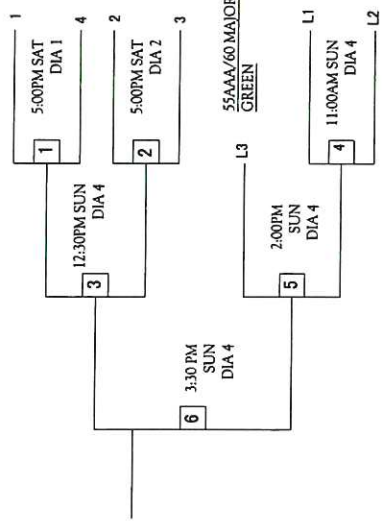 1
5:00PM SAT
DIA 1
1
4
2
5:00PM SAT
DIA 2
2
3
12:30PM SUN
DIA 4
3
55AAA/60 MAJOR
GREEN
L3
L1
11:00AM SUN
DIA 4
4
L2
2:00PM
SUN
DIA 4
5
3:30 PM
SUN
DIA 4
6